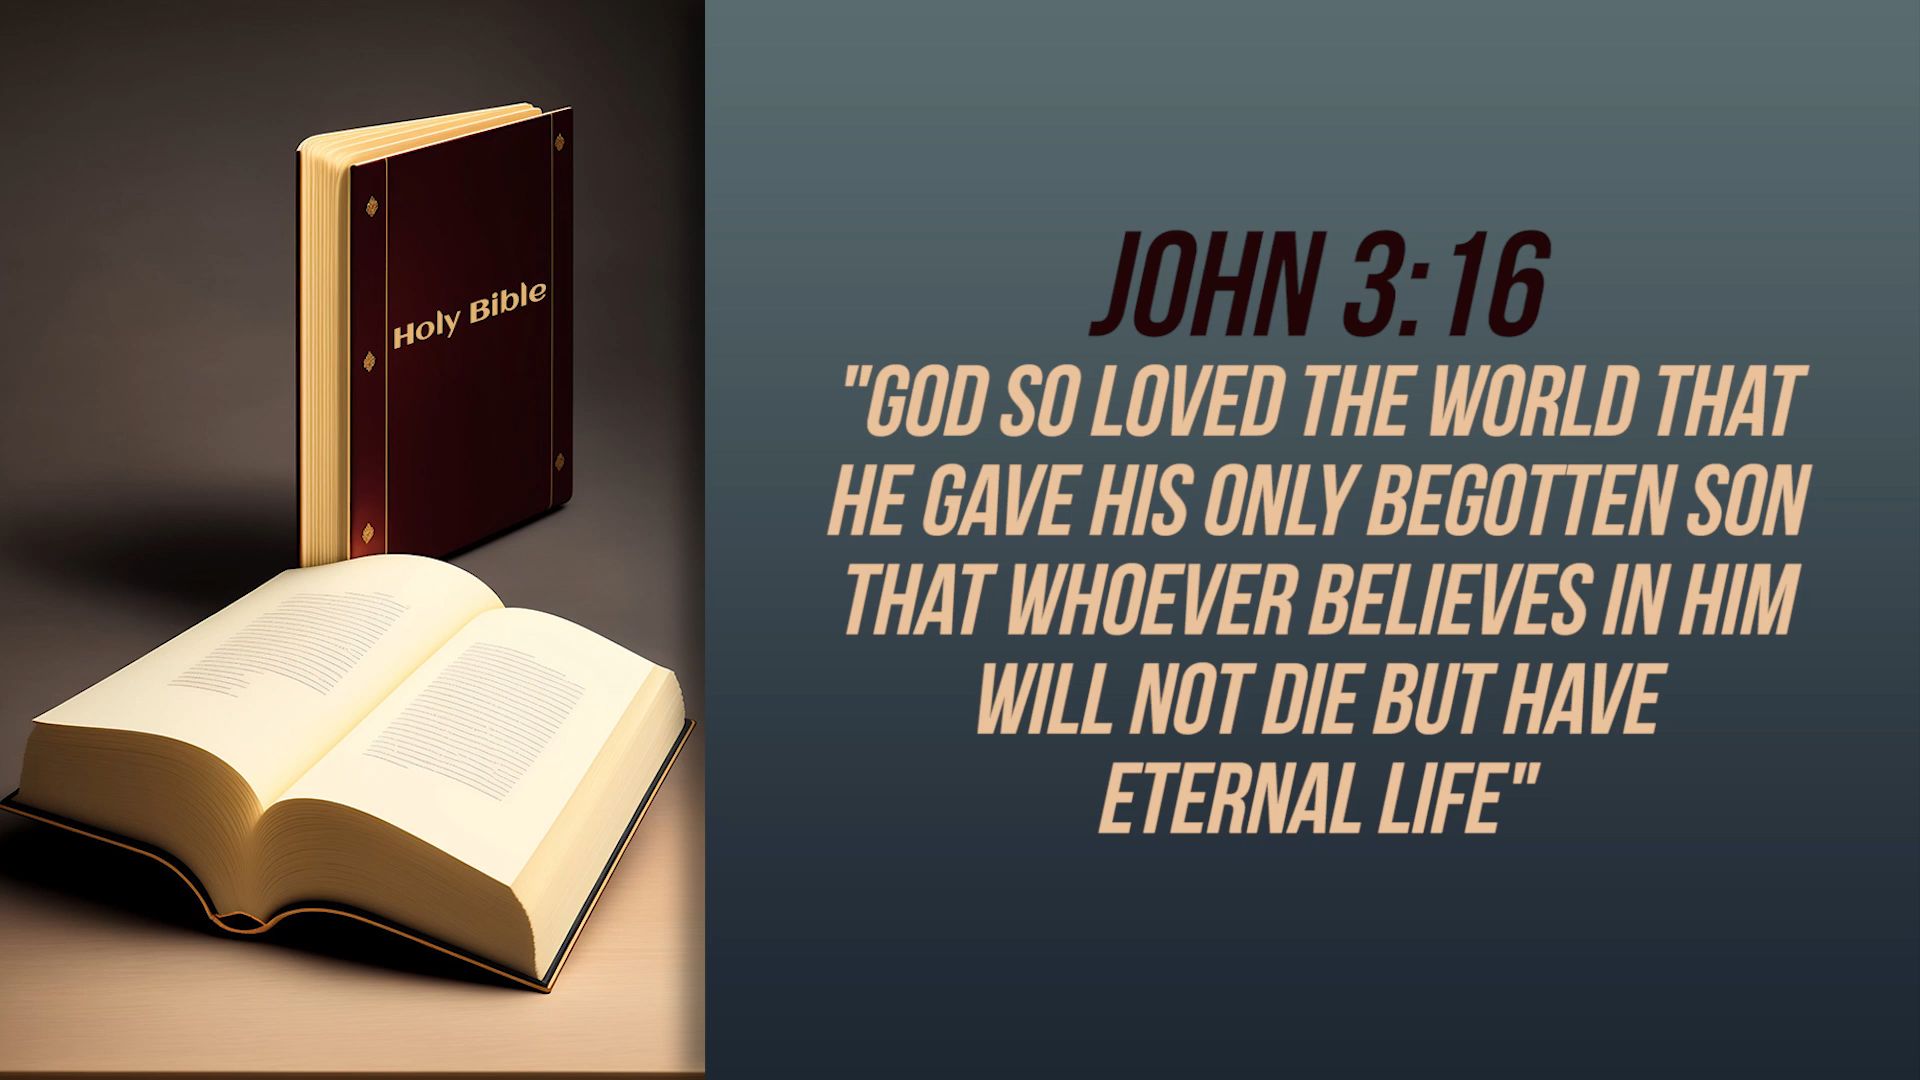 Holy Bible
JOHN 3:16
"GOD SO LOVED THE WORLD THAT
HE GAVE HIS ONLY BEGOTTEN SON
THAT WHOEVER BELIEVES IN HIM
WILL NOT DIE BUT HAVE
ETERNAL LIFE"